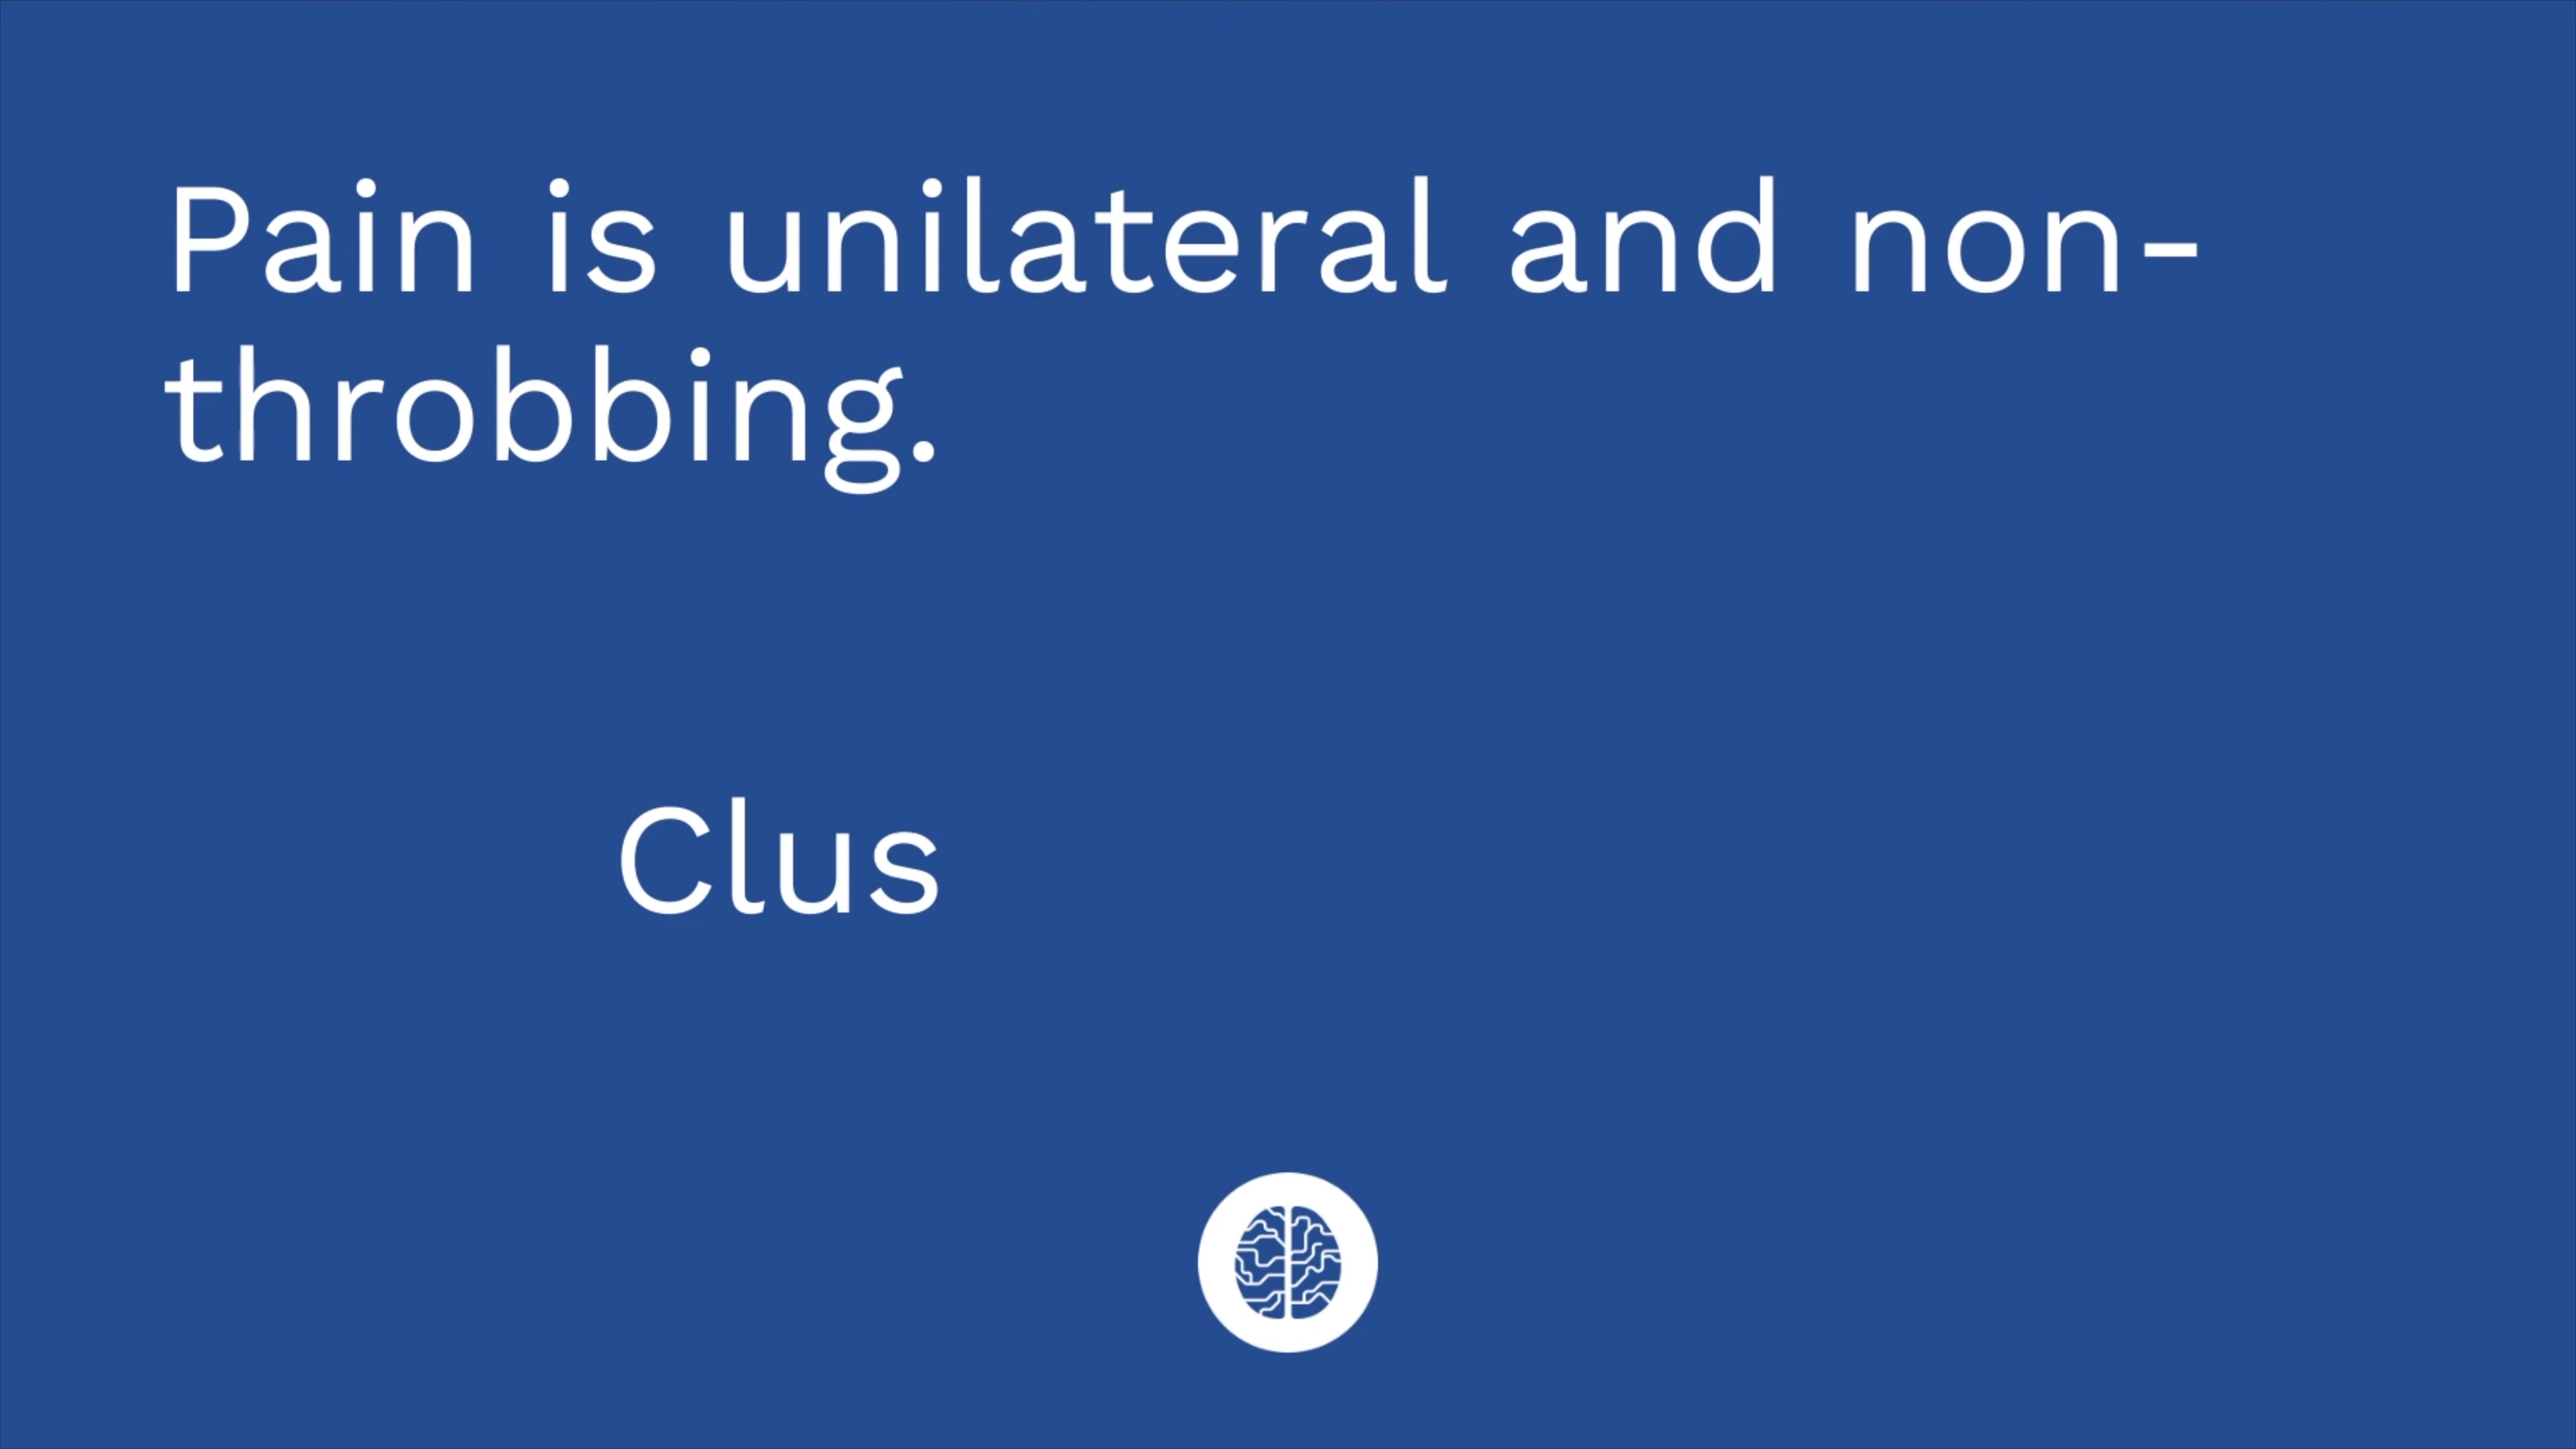 Pain is unilateral and non-
throbbing.
Clus